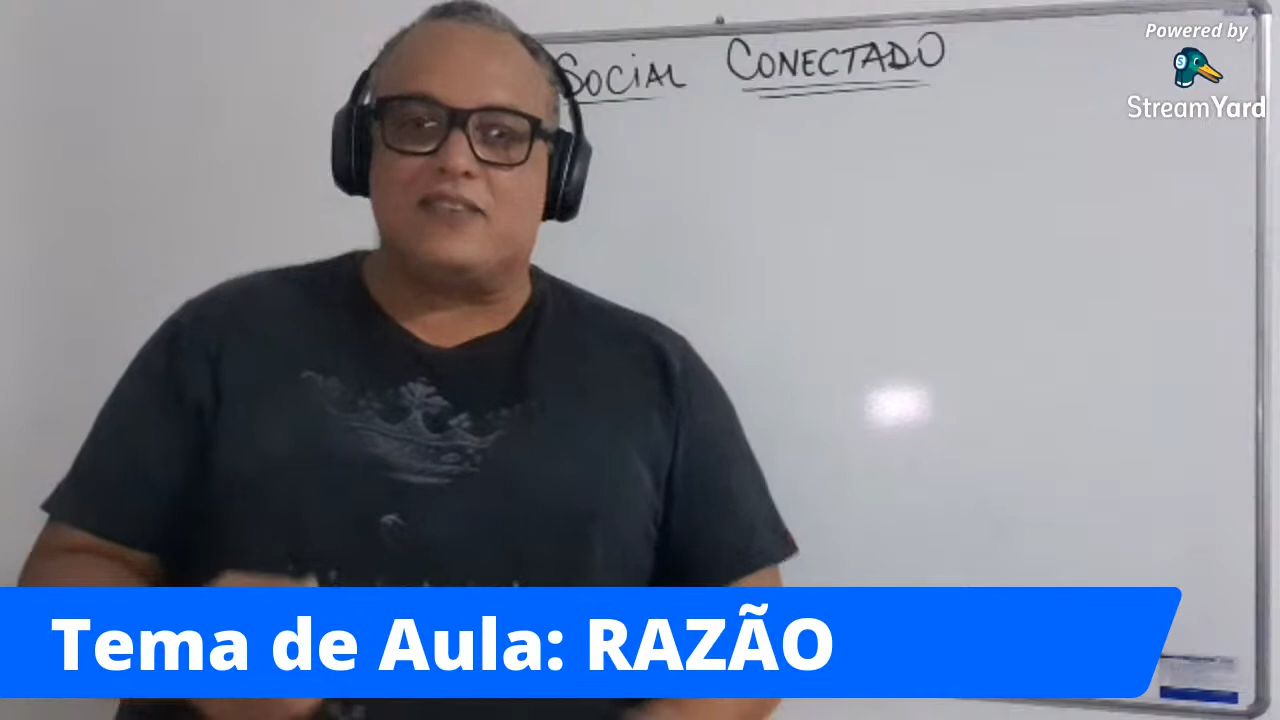 Powered by
StreamYard
SOCIAL CONECTADO
Tema de Aula: RAZÃO